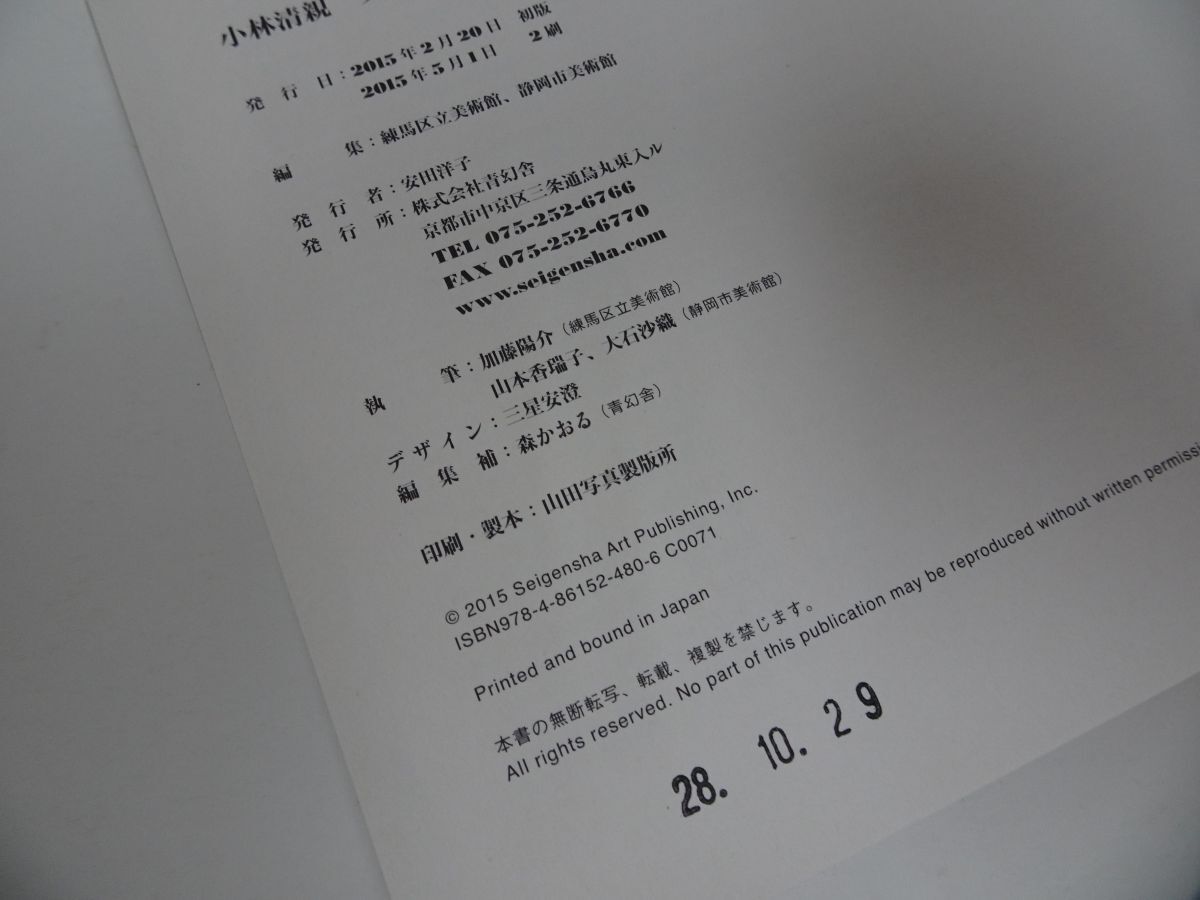 小林清親
発行日：2015年2月20日　初版
2015年5月1日　2刷
編集：練馬区立美術館、静岡市美術館
発行者：安田洋子
発行所：株式会社青幻舎
京都市中京区三条通烏丸東入ル
TEL 075-252-6766
FAX 075-252-6770
www.seigensha.com
執筆：加藤陽介（練馬区立美術館）
山本香瑞子、大石沙織（静岡市美術館）
デザイン：三星安澄
編集補：森かおる（青幻舎）
印刷・製本：山田写真製版所
© 2015 Seigensha Art Publishing, Inc.
ISBN978-4-86152-480-6 C0071
Printed and bound in Japan
本書の無断転写、転載、複製を禁じます。
All rights reserved. No part of this publication may be reproduced without written permissi
28. 10. 29